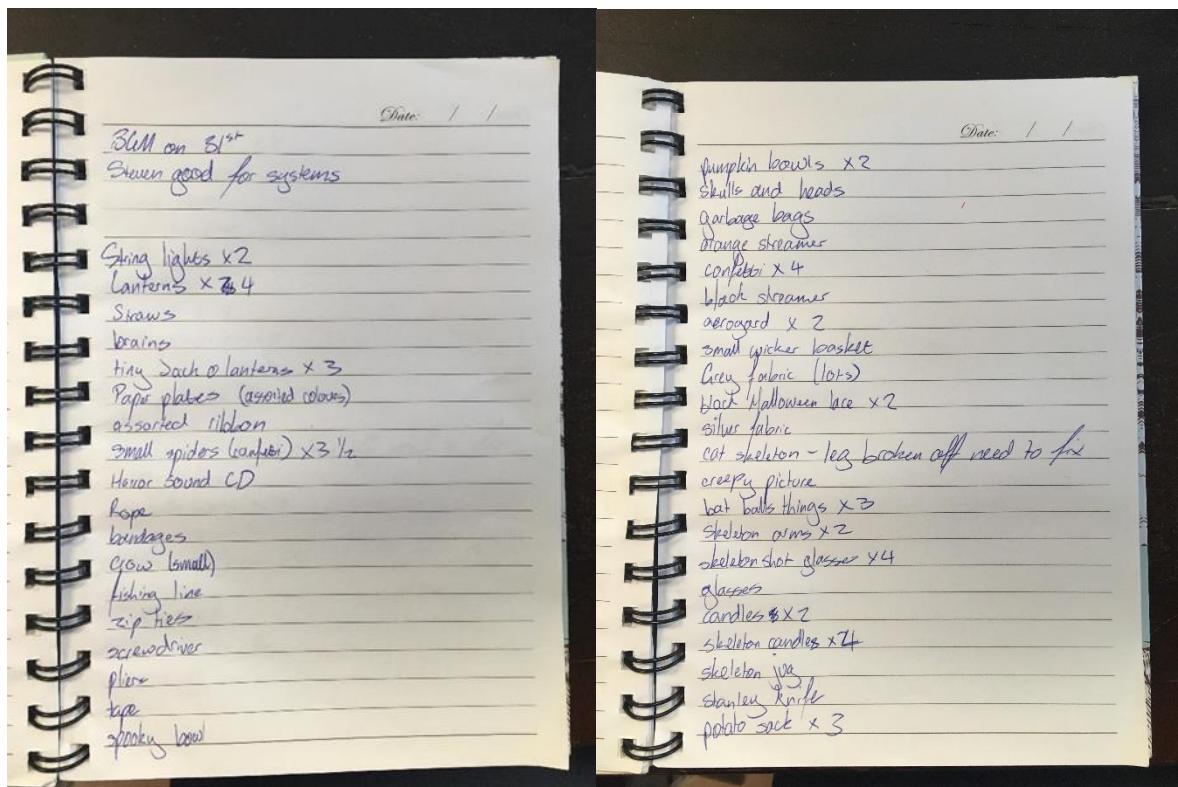 Date: / /
BGM on 31st
Steven good for systems
String lights x2
Lanterns x 4
Straws
brains
tiny Jack o lanterns x 3
Paper plates (assorted colours)
assorted ribbon
small spiders (confetti) x3 1/2
Horror Sound CD
Rope
bandages
Crow (small)
fishing line
zip ties
screwdriver
pliers
tape
spooky bowl
Date: / /
pumpkin bowls x2
skulls and heads
garbage bags
orange streamer
confetti x 4
black streamer
aerogard x 2
small wicker basket
Grey fabric (lots)
black Halloween lace x2
silver fabric
cat skeleton - leg broken off need to fix
creepy picture
bat balls things x3
Skeleton arms x2
skeleton shot glasses x4
glasses
candles x2
skeleton candles x4
skeleton jug
stanley knife
potato sack x 3